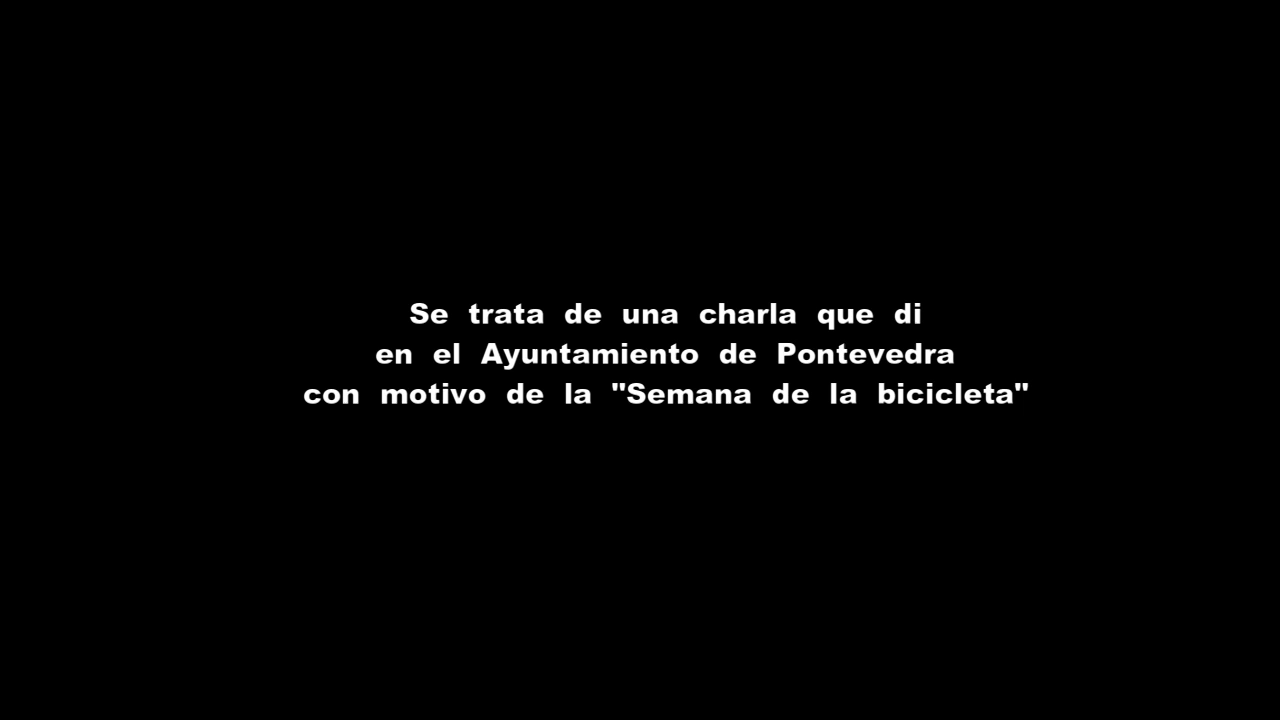 Se trata de una charla que di
en el Ayuntamiento de Pontevedra
con motivo de la "Semana de la bicicleta"